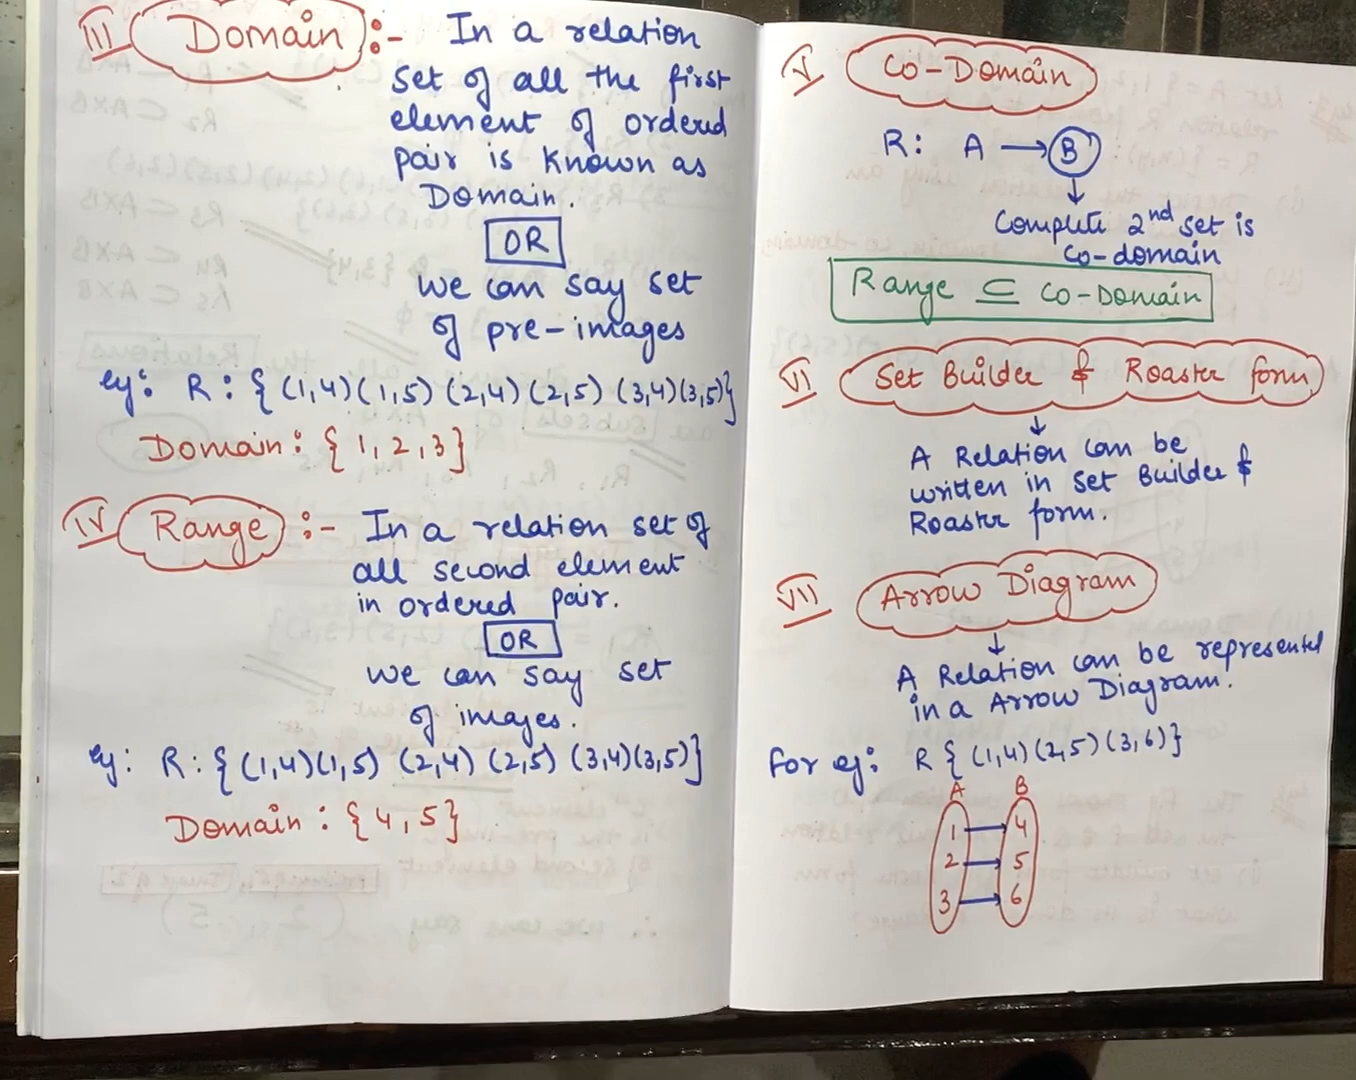 III) Domain :- In a relation
set of all the first
element of ordered
pair is known as
Domain.
OR
we can say set
of pre-images
eg: R : { (1,4) (1,5) (2,4) (2,5) (3,4) (3,5)}
Domain : { 1, 2, 3 }
IV) Range :- In a relation set of
all second element
in ordered pair.
OR
we can say set
of images.
eg: R : { (1,4) (1,5) (2,4) (2,5) (3,4) (3,5)}
Domain : { 4, 5 }
V) Co-Domain
R: A → B
↓
Complete 2nd set is
Co-domain
Range ⊆ Co-Domain
VI) Set Builder & Roaster form
↓
A Relation can be
written in Set Builder &
Roaster form.
VII) Arrow Diagram
↓
A Relation can be represented
in a Arrow Diagram.
For eg: R { (1,4) (2,5) (3,6) }
A B
1 → 4
2 → 5
3 → 6